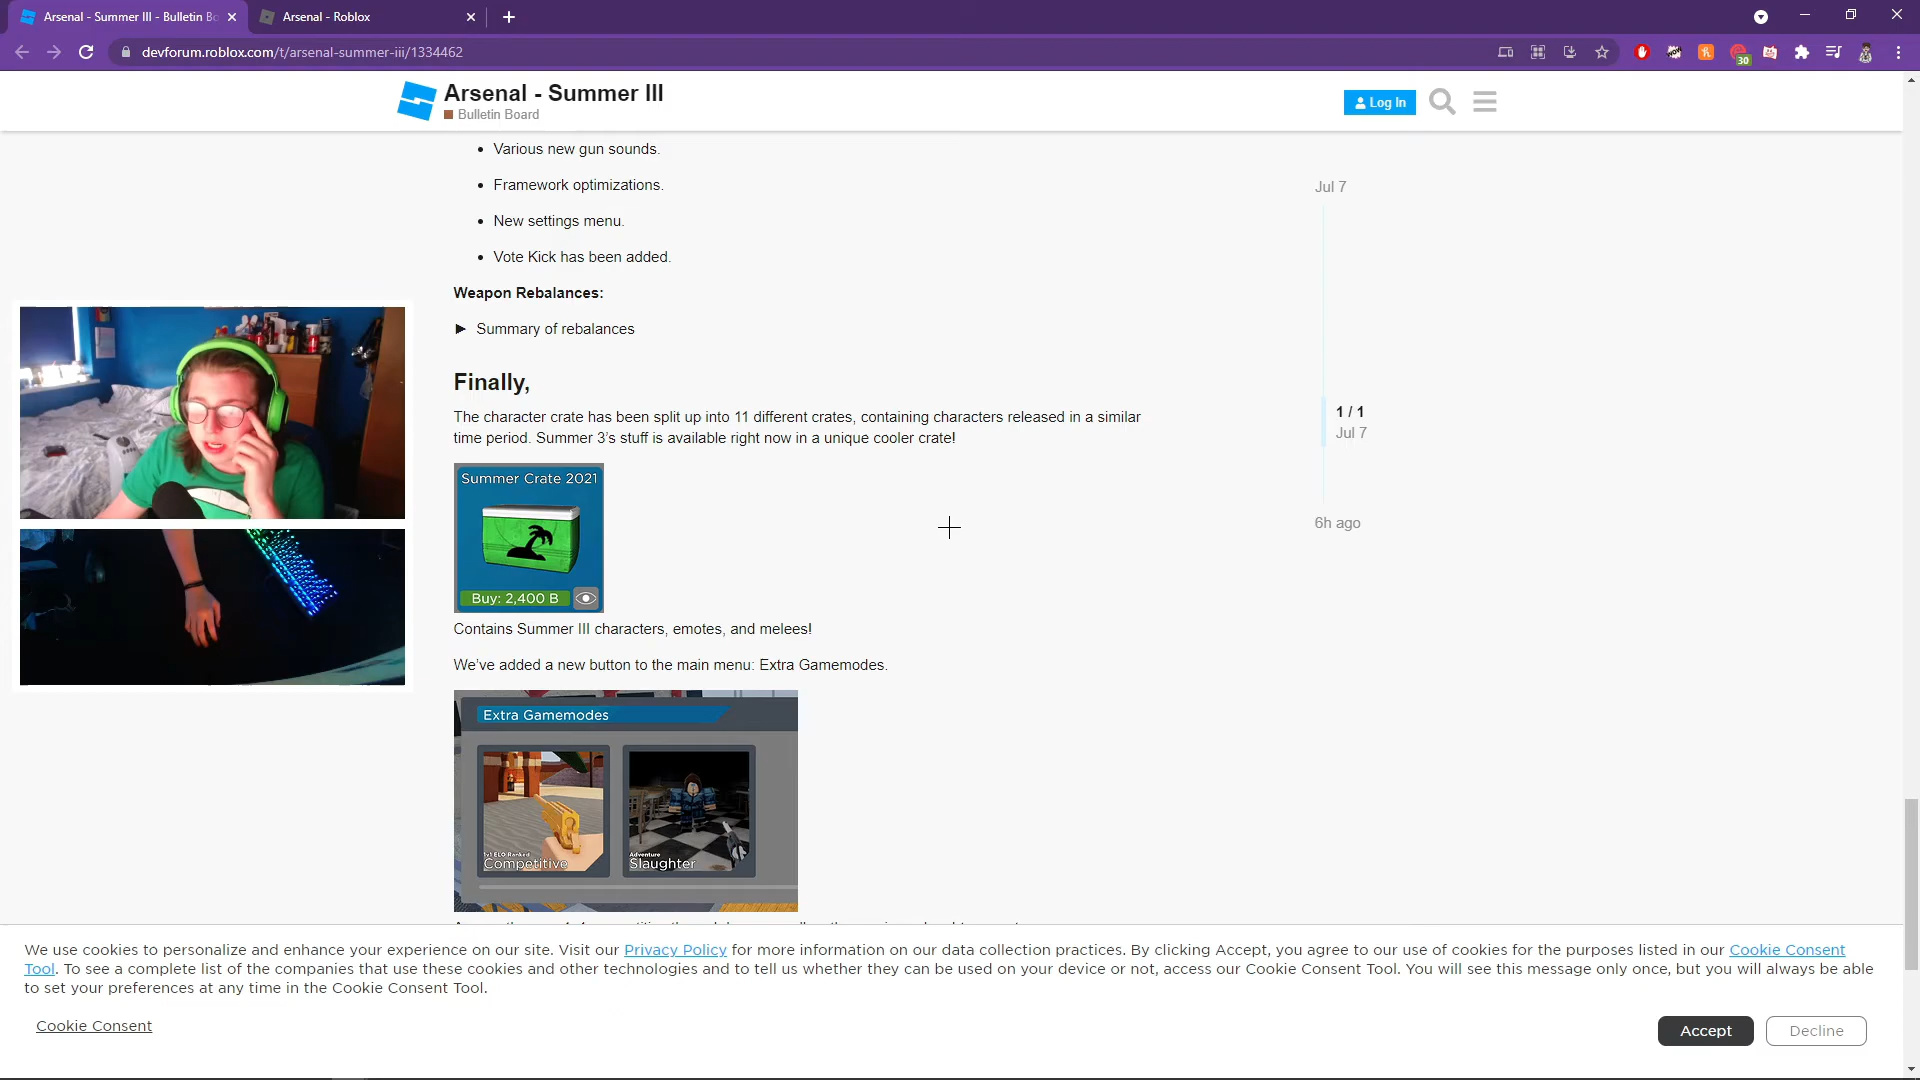 Arsenal - Summer III - Bulletin Bo
Arsenal - Roblox
devforum.roblox.com/t/arsenal-summer-iii/1334462
30
Arsenal - Summer III
Bulletin Board
Log In
• Various new gun sounds.
• Framework optimizations.
• New settings menu.
• Vote Kick has been added.
Weapon Rebalances:
▶ Summary of rebalances
Finally,
The character crate has been split up into 11 different crates, containing characters released in a similar
time period. Summer 3's stuff is available right now in a unique cooler crate!
Summer Crate 2021
Buy: 2,400 B
Contains Summer III characters, emotes, and melees!
We've added a new button to the main menu: Extra Gamemodes.
Extra Gamemodes
1v1 ELO Ranked
Competitive
Adventure
Slaughter
Jul 7
1 / 1
Jul 7
6h ago
We use cookies to personalize and enhance your experience on our site. Visit our Privacy Policy for more information on our data collection practices. By clicking Accept, you agree to our use of cookies for the purposes listed in our Cookie Consent
Tool. To see a complete list of the companies that use these cookies and other technologies and to tell us whether they can be used on your device or not, access our Cookie Consent Tool. You will see this message only once, but you will always be able
to set your preferences at any time in the Cookie Consent Tool.
Cookie Consent
Accept
Decline